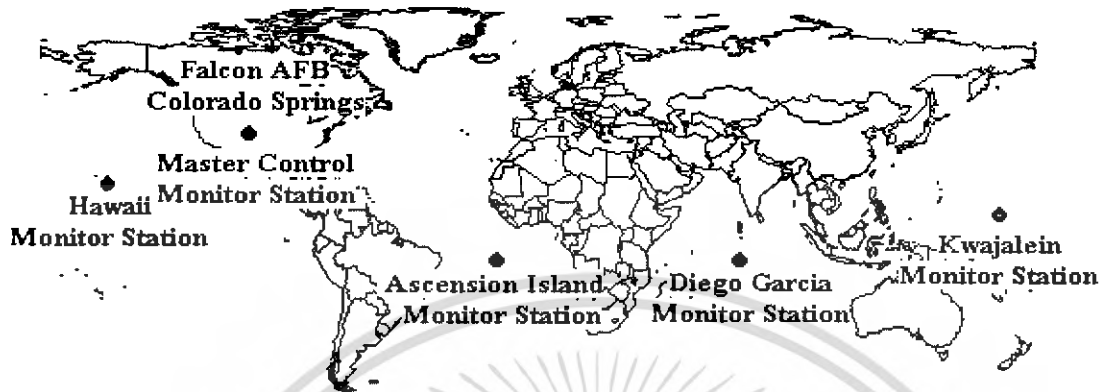 Falcon AFB
Colorado Springs
Master Control
Monitor Station
Hawaii
Monitor Station
Ascension Island
Monitor Station
Diego Garcia
Monitor Station
Kwajalein
Monitor Station